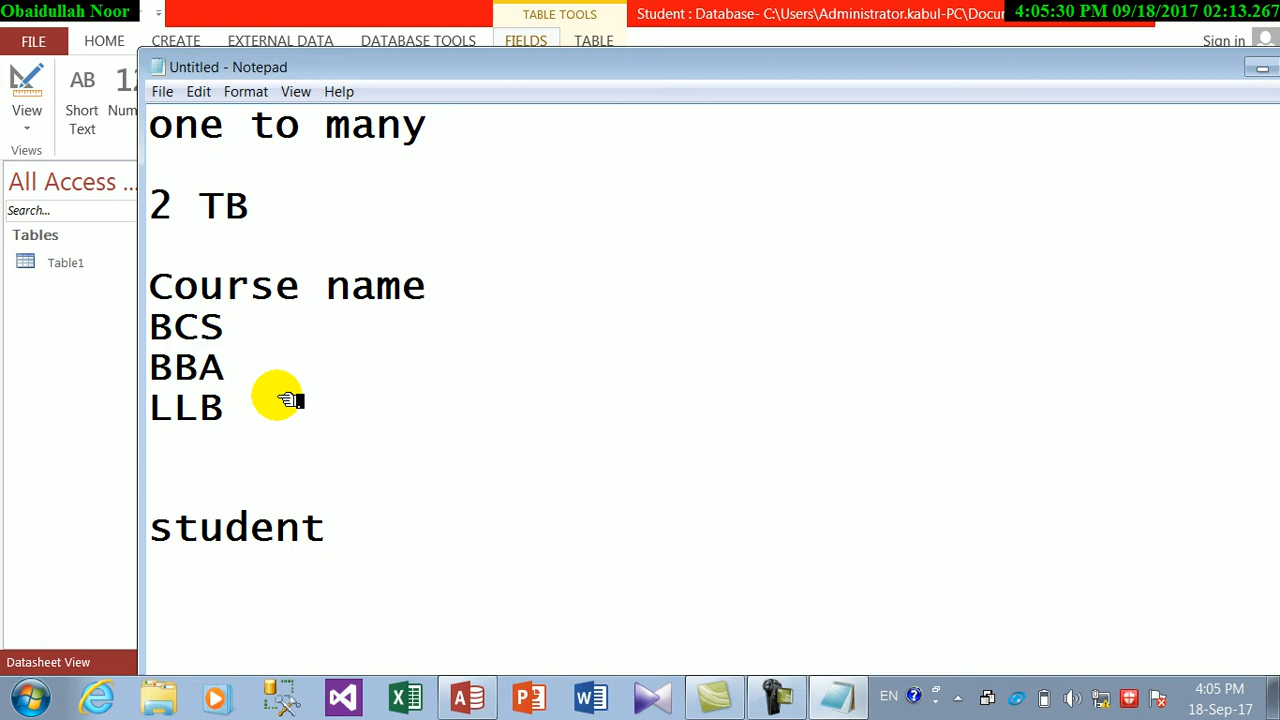 Obaidullah Noor
TABLE TOOLS
Student : Database- C:\Users\Administrator.kabul-PC\Docum
4:05:30 PM 09/18/2017 02:13.267
FILE
HOME
CREATE
EXTERNAL DATA
DATABASE TOOLS
FIELDS
TABLE
Sign in
View
Views
AB
Short
Text
12
Num
Untitled - Notepad
File Edit Format View Help
one to many
2 TB
Course name
BCS
BBA
LLB
student
All Access ...
Search...
Tables
Table1
Datasheet View
EN
4:05 PM
18-Sep-17